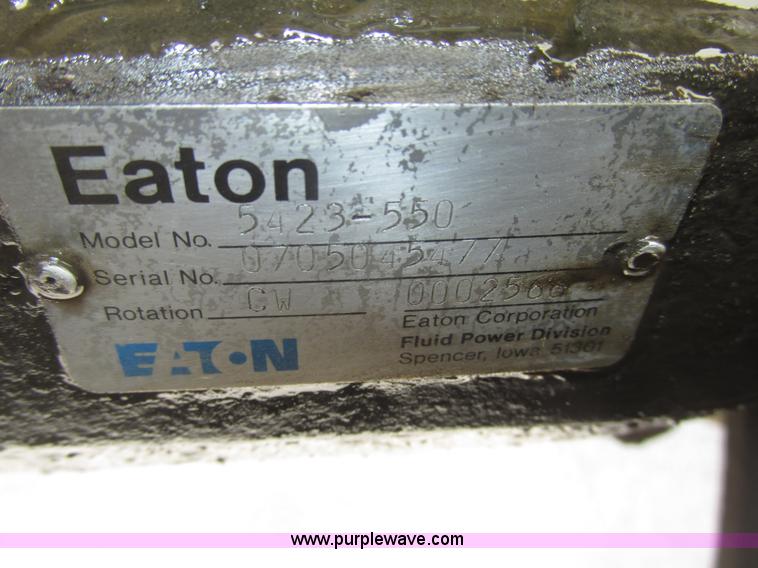 Eaton
Model No. 5423-550
Serial No. 0705045477
Rotation CW 0002566
Eaton Corporation
Fluid Power Division
Spencer, Iowa 51301
EATON
www.purplewave.com